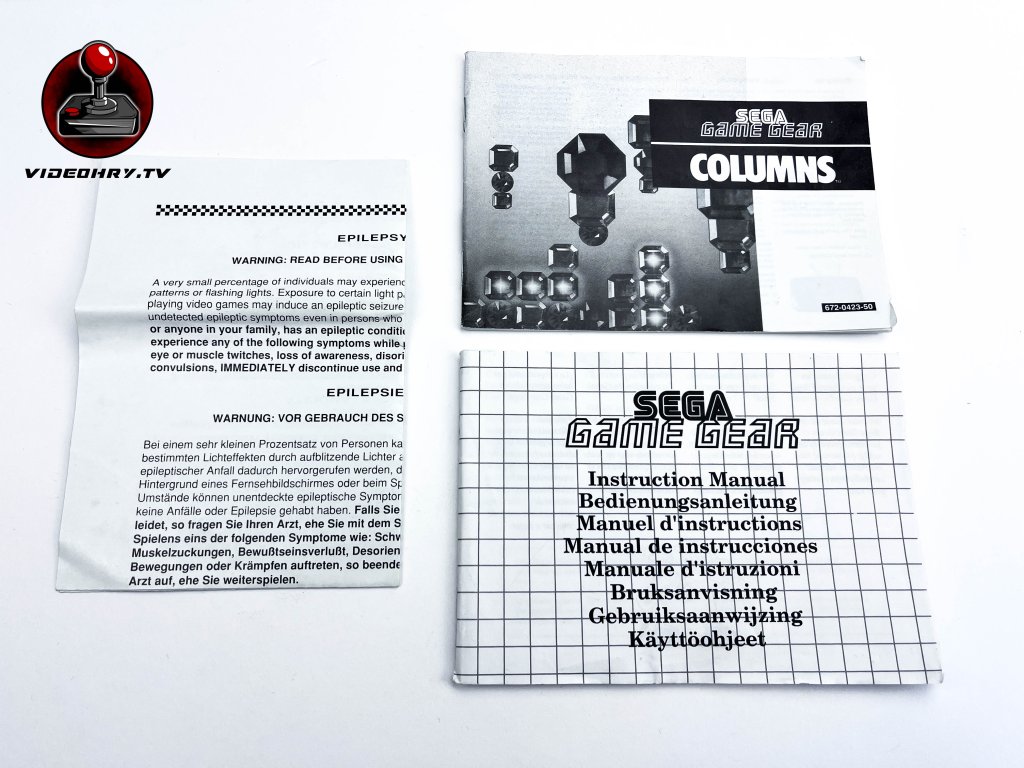 VIDEOHRY.TV
EPILEPSY
WARNING: READ BEFORE USING
A very small percentage of individuals may experienc
patterns or flashing lights. Exposure to certain light p
playing video games may induce an epileptic seizure
undetected epileptic symptoms even in persons who
or anyone in your family, has an epileptic conditi
experience any of the following symptoms while
eye or muscle twitches, loss of awareness, disori
convulsions, IMMEDIATELY discontinue use and
EPILEPSIE
WARNUNG: VOR GEBRAUCH DES S
Bei einem sehr kleinen Prozentsatz von Personen ka
bestimmten Lichteffekten durch aufblitzende Lichter
epileptischer Anfall dadurch hervorgerufen werden, d
Hintergrund eines Fernsehbildschirmes oder beim Sp
Umstände können unentdeckte epileptische Symptor
keine Anfälle oder Epilepsie gehabt haben. Falls Sie
leidet, so fragen Sie Ihren Arzt, ehe Sie mit dem S
Spielens eins der folgenden Symptome wie: Schw
Muskelzuckungen, Bewußtseinsverlußt, Desorien
Bewegungen oder Krämpfen auftreten, so beende
Arzt auf, ehe Sie weiterspielen.
SEGA
GAME GEAR
COLUMNS
672-0423-50
SEGA
GAME GEAR
Instruction Manual
Bedienungsanleitung
Manuel d'instructions
Manual de instrucciones
Manuale d'istruzioni
Bruksanvisning
Gebruiksaanwijzing
Käyttöohjeet